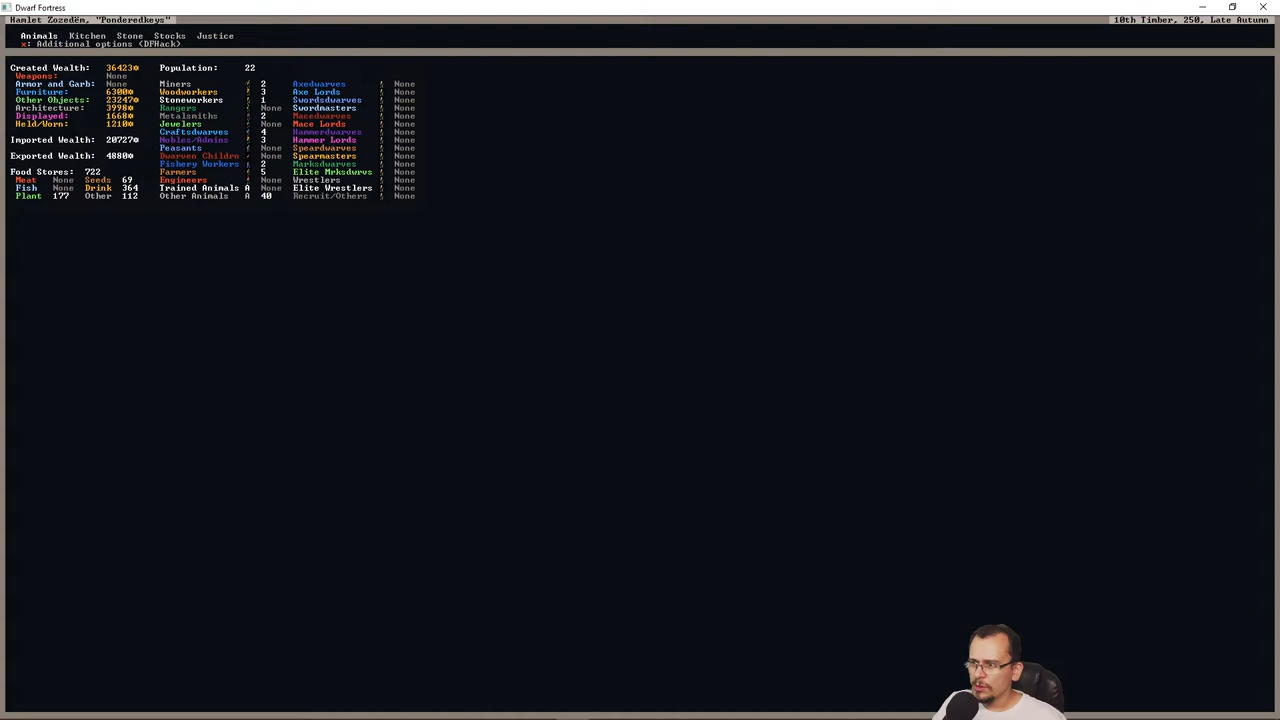 Dwarf Fortress
Hamlet Zozedëm, "Ponderedkeys" 10th Timber, 250, Late Autumn
Animals Kitchen Stone Stocks Justice
x: Additional options (DFHack)
Created Wealth: 36423☼ Population: 22
Weapons: None
Armor and Garb: None Miners 2 Axedwarves None
Furniture: 6300☼ Woodworkers 3 Axe Lords None
Other Objects: 23247☼ Stoneworkers 1 Swordsdwarves None
Architecture: 3998☼ Rangers None Swordmasters None
Displayed: 1668☼ Metalsmiths 2 Macedwarves None
Held/Worn: 1210☼ Jewelers None Mace Lords None
Craftsdwarves 4 Hammerdwarves None
Imported Wealth: 20727☼ Nobles/Admins 3 Hammer Lords None
Peasants None Speardwarves None
Exported Wealth: 4880☼ Dwarven Childrn None Spearmasters None
Fishery Workers 2 Marksdwarves None
Food Stores: 722 Farmers 5 Elite Mrksdwrvs None
Meat None Seeds 69 Engineers None Wrestlers None
Fish None Drink 364 Trained Animals A None Elite Wrestlers None
Plant 177 Other 112 Other Animals A 40 Recruit/Others None